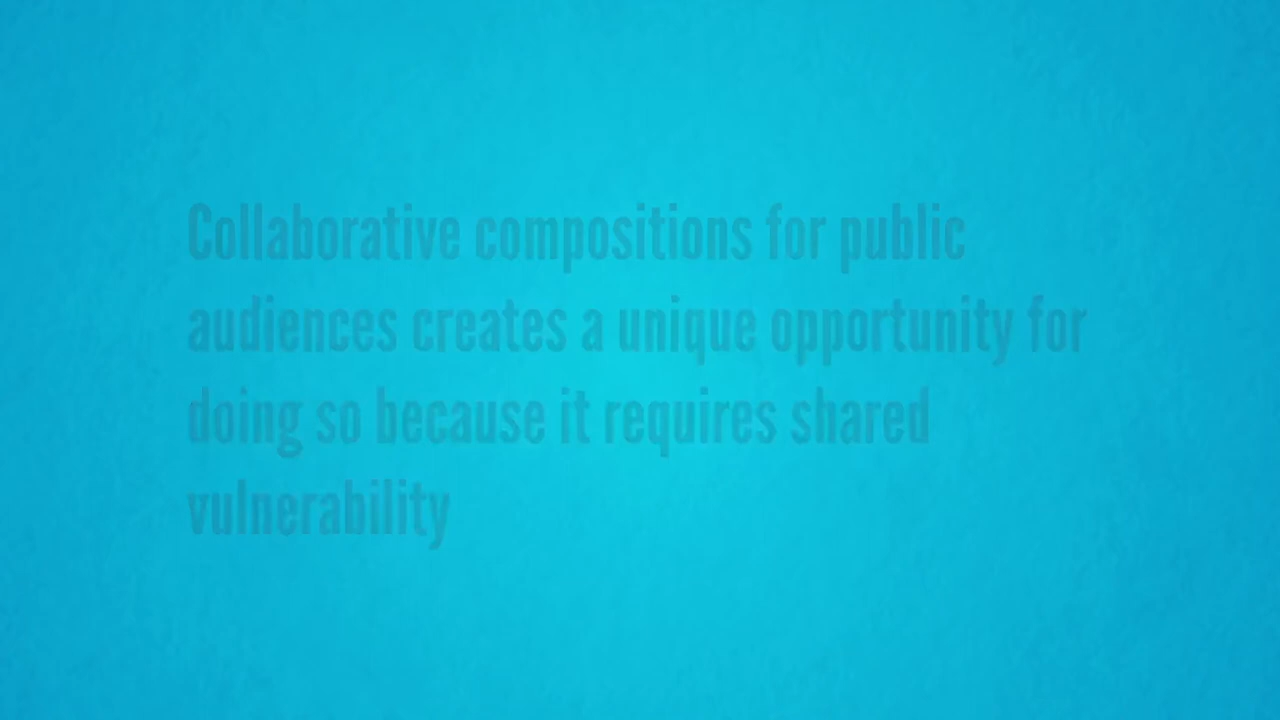 Collaborative compositions for public
audiences creates a unique opportunity for
doing so because it requires shared
vulnerability